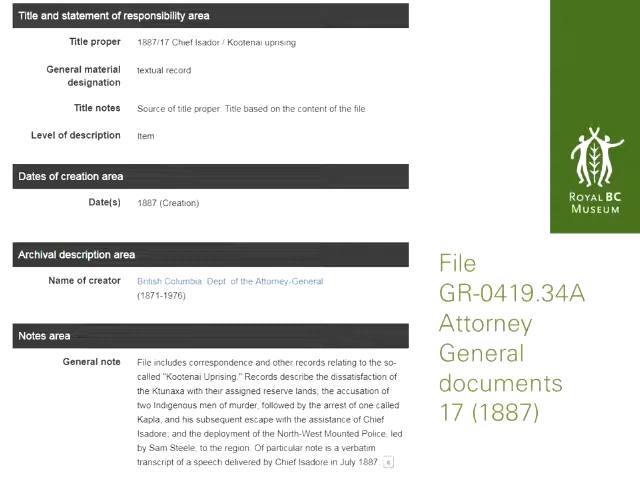 Title and statement of responsibility area
Title proper 1887/17 Chief Isador / Kootenai uprising
General material designation textual record
Title notes Source of title proper: Title based on the content of the file
Level of description Item
Dates of creation area
Date(s) 1887 (Creation)
Archival description area
Name of creator British Columbia. Dept. of the Attorney-General
(1871-1976)
Notes area
General note File includes correspondence and other records relating to the so-
called "Kootenai Uprising." Records describe the dissatisfaction of
the Ktunaxa with their assigned reserve lands; the accusation of
two Indigenous men of murder, followed by the arrest of one called
Kapla, and his subsequent escape with the assistance of Chief
Isadore; and the deployment of the North-West Mounted Police, led
by Sam Steele, to the region. Of particular note is a verbatim
transcript of a speech delivered by Chief Isadore in July 1887.
ROYAL BC
MUSEUM
File
GR-0419.34A
Attorney
General
documents
17 (1887)